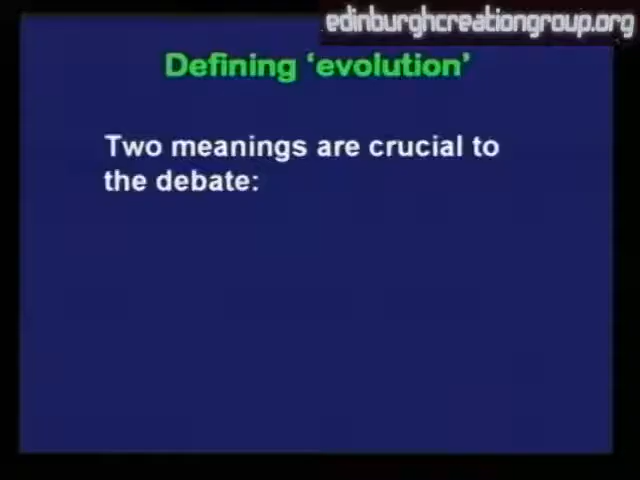 edinburghcreationgroup.org
Defining ‘evolution’
Two meanings are crucial to
the debate: